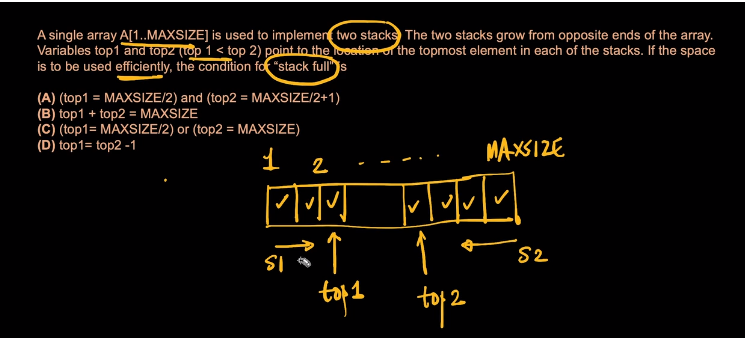 A single array A[1..MAXSIZE] is used to implement two stacks. The two stacks grow from opposite ends of the array.
Variables top1 and top2 (top 1 < top 2) point to the location of the topmost element in each of the stacks. If the space
is to be used efficiently, the condition for “stack full” is
(A) (top1 = MAXSIZE/2) and (top2 = MAXSIZE/2+1)
(B) top1 + top2 = MAXSIZE
(C) (top1= MAXSIZE/2) or (top2 = MAXSIZE)
(D) top1= top2 -1
1 2 - - - . . . MAXSIZE
S1 S2
top1 top2